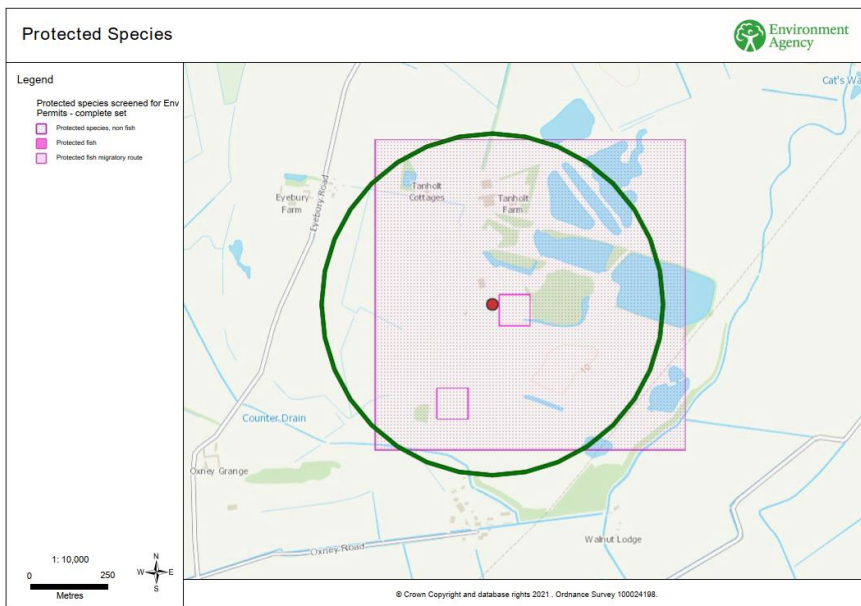 Protected Species
Environment
Agency
Legend
Protected species screened for Env
Permits - complete set
Protected species, non fish
Protected fish
Protected fish migratory route
Cat's Wa
Tanholt
Cottages
Eyebury
Farm
Eyebury Road
Tanholt
Farm
10
Counter Drain
Oxney Grange
Oxney Road
Walnut Lodge
1: 10,000
0 250
Metres
N
W E
S
© Crown Copyright and database rights 2021 . Ordnance Survey 100024198.